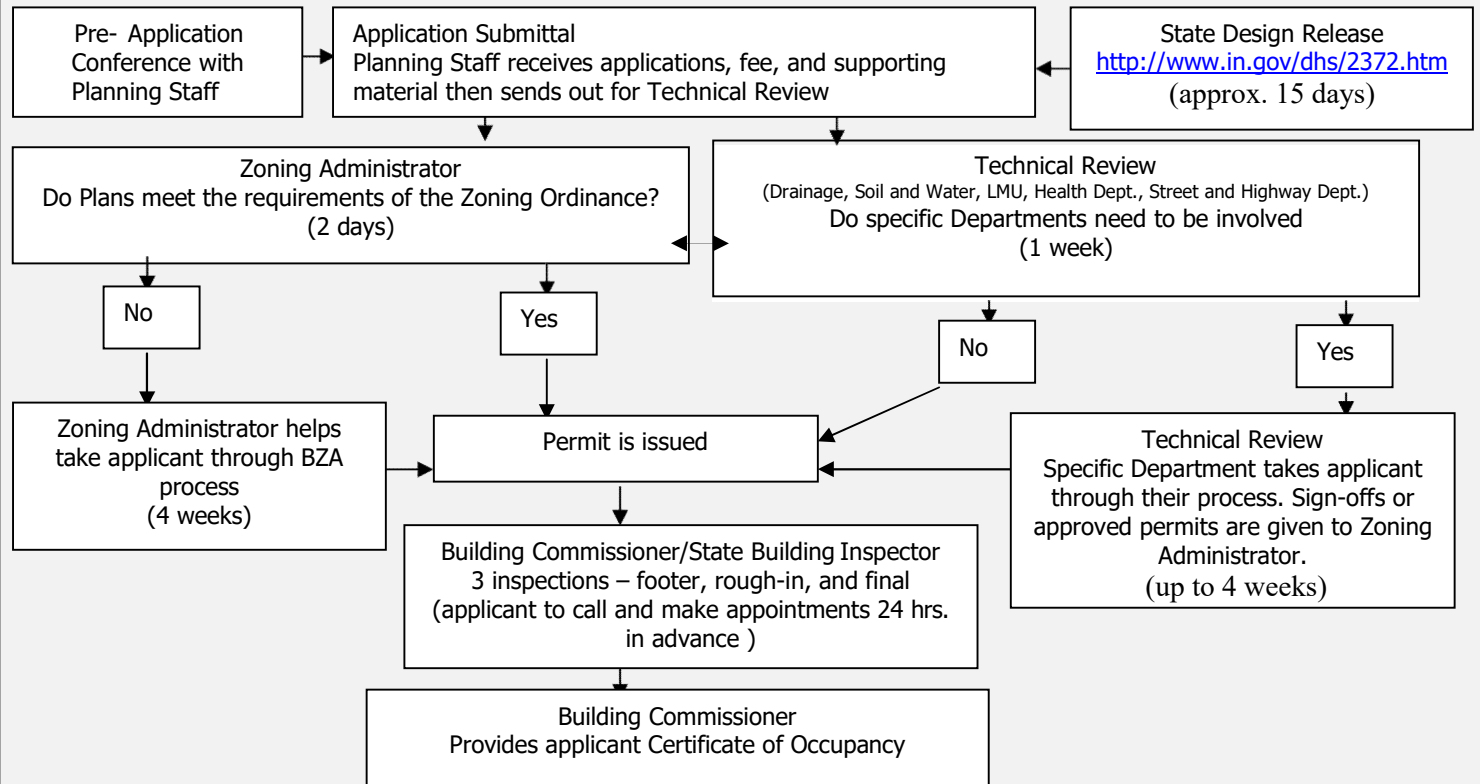 Pre- Application
Conference with
Planning Staff
Application Submittal
Planning Staff receives applications, fee, and supporting
material then sends out for Technical Review
State Design Release
http://www.in.gov/dhs/2372.htm
(approx. 15 days)
Zoning Administrator
Do Plans meet the requirements of the Zoning Ordinance?
(2 days)
Technical Review
(Drainage, Soil and Water, LMU, Health Dept., Street and Highway Dept.)
Do specific Departments need to be involved
(1 week)
No
Yes
No
Yes
Zoning Administrator helps
take applicant through BZA
process
(4 weeks)
Permit is issued
Technical Review
Specific Department takes applicant
through their process. Sign-offs or
approved permits are given to Zoning
Administrator.
(up to 4 weeks)
Building Commissioner/State Building Inspector
3 inspections – footer, rough-in, and final
(applicant to call and make appointments 24 hrs.
in advance )
Building Commissioner
Provides applicant Certificate of Occupancy